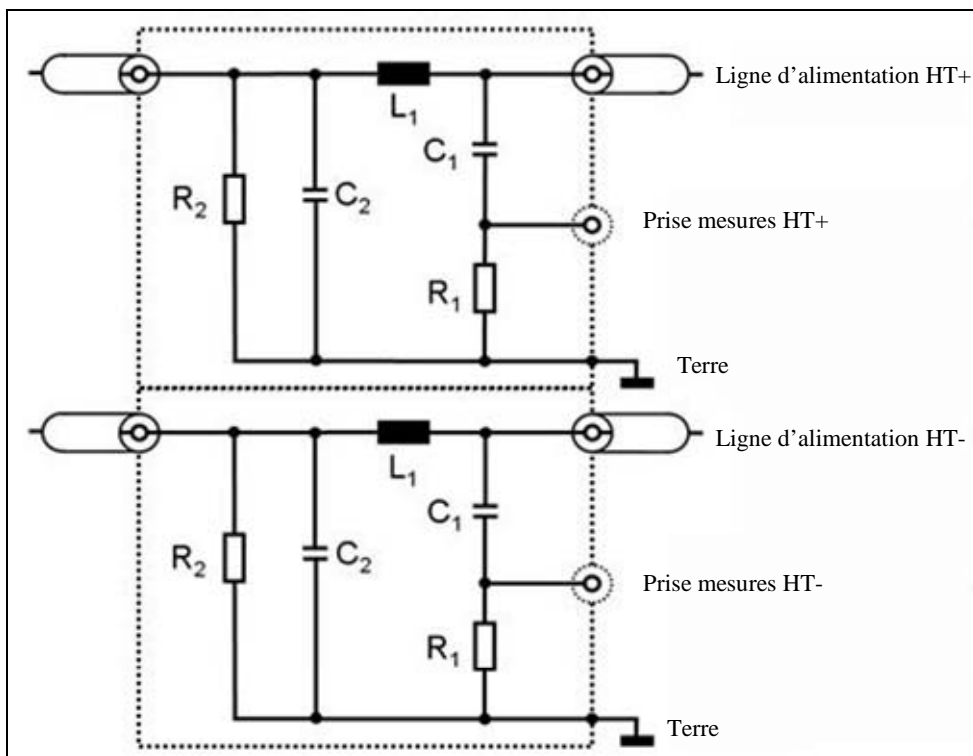 Ligne d'alimentation HT+
L1
C1
R2
C2
Prise mesures HT+
R1
Terre
Ligne d'alimentation HT-
L1
C1
R2
C2
Prise mesures HT-
R1
Terre